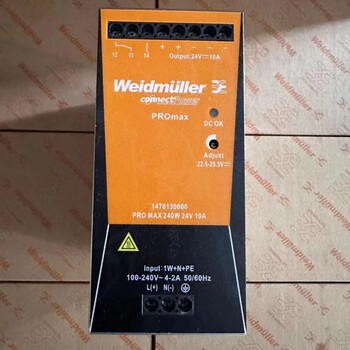 12 13 14 + + - - -
Output:24V⎓10A
Weidmüller
connectPower
PROmax
DC OK
Adjust
22.5-29.5V⎓
1478130000
PRO MAX 240W 24V 10A
Input:1W+N+PE
100-240V~ 4-2A 50/60Hz
L(+) N(-)